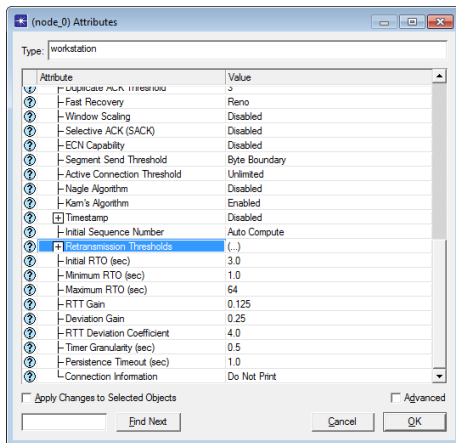 (node_0) Attributes
Type: workstation
Attribute Value
Duplicate ACK Threshold 3
Fast Recovery Reno
Window Scaling Disabled
Selective ACK (SACK) Disabled
ECN Capability Disabled
Segment Send Threshold Byte Boundary
Active Connection Threshold Unlimited
Nagle Algorithm Disabled
Karn's Algorithm Enabled
Timestamp Disabled
Initial Sequence Number Auto Compute
Retransmission Thresholds (...)
Initial RTO (sec) 3.0
Minimum RTO (sec) 1.0
Maximum RTO (sec) 64
RTT Gain 0.125
Deviation Gain 0.25
RTT Deviation Coefficient 4.0
Timer Granularity (sec) 0.5
Persistence Timeout (sec) 1.0
Connection Information Do Not Print
Apply Changes to Selected Objects Advanced
Find Next Cancel OK